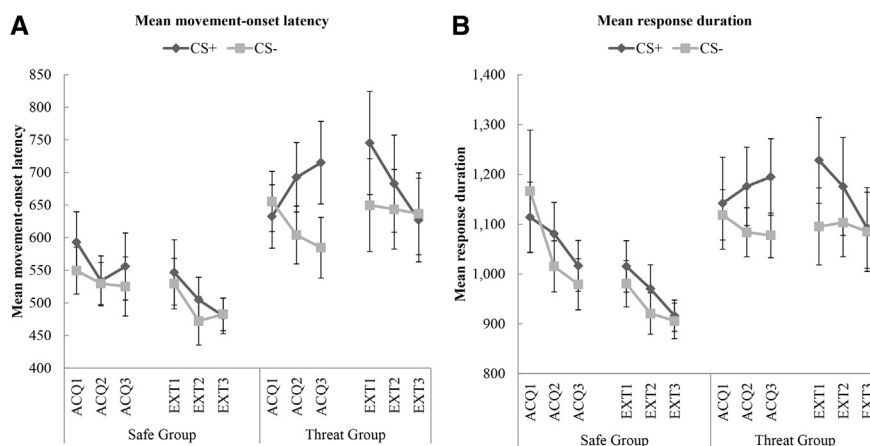 A
Mean movement-onset latency
CS+ CS-
Mean movement-onset latency
850
800
750
700
650
600
550
500
450
400
ACQ1 ACQ2 ACQ3 EXT1 EXT2 EXT3 ACQ1 ACQ2 ACQ3 EXT1 EXT2 EXT3
Safe Group Threat Group
B
Mean response duration
CS+ CS-
Mean response duration
1,400
1,300
1,200
1,100
1,000
900
800
ACQ1 ACQ2 ACQ3 EXT1 EXT2 EXT3 ACQ1 ACQ2 ACQ3 EXT1 EXT2 EXT3
Safe Group Threat Group